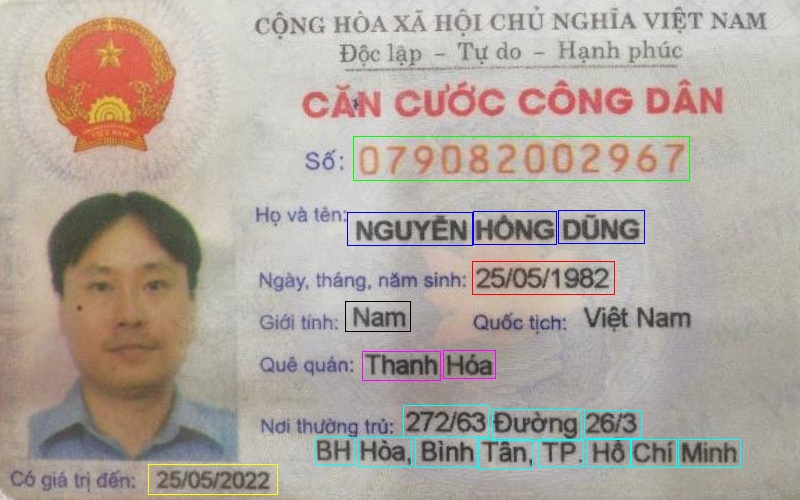 CỘNG HÒA XÃ HỘI CHỦ NGHĨA VIỆT NAM
Độc lập – Tự do – Hạnh phúc
CĂN CƯỚC CÔNG DÂN
VIỆT NAM
Số: 079082002967
Họ và tên: NGUYỄN HỒNG DŨNG
Ngày, tháng, năm sinh: 25/05/1982
Giới tính: Nam Quốc tịch: Việt Nam
Quê quán: Thanh Hóa
Nơi thường trú: 272/63 Đường 26/3
BH Hòa, Bình Tân, TP. Hồ Chí Minh
Có giá trị đến: 25/05/2022